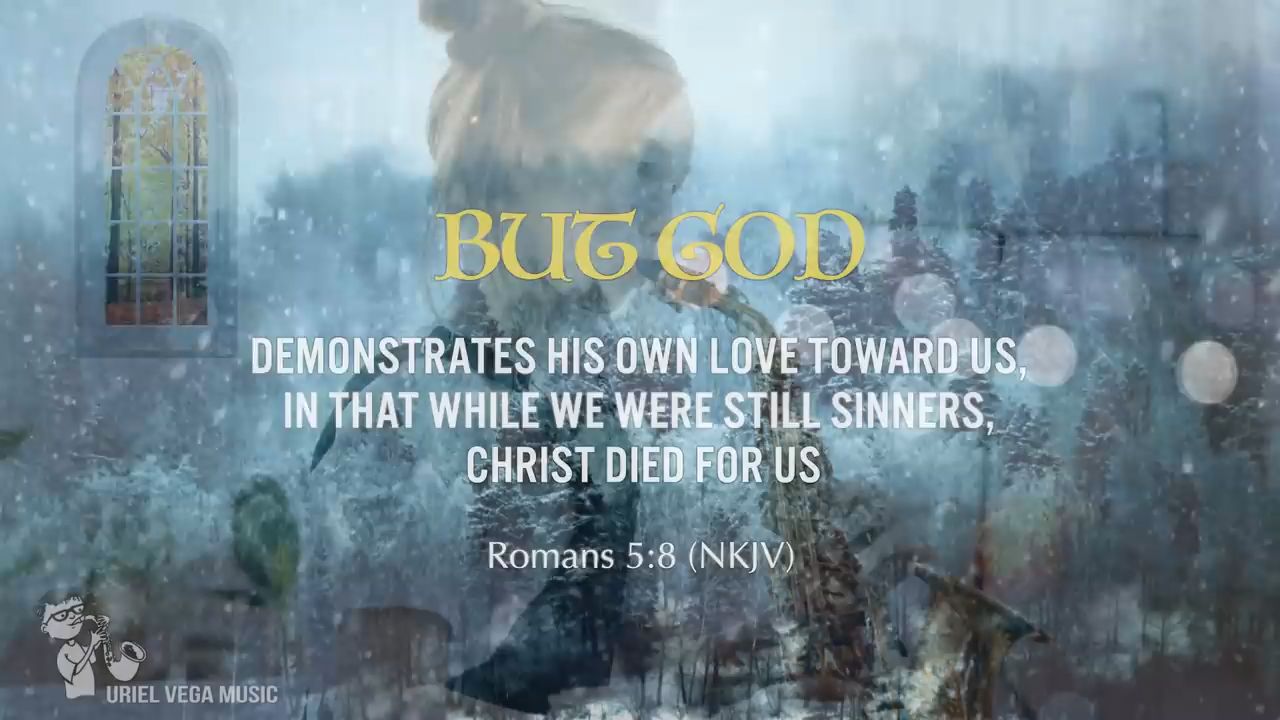 BUT GOD
DEMONSTRATES HIS OWN LOVE TOWARD US,
IN THAT WHILE WE WERE STILL SINNERS,
CHRIST DIED FOR US
Romans 5:8 (NKJV)
URIEL VEGA MUSIC